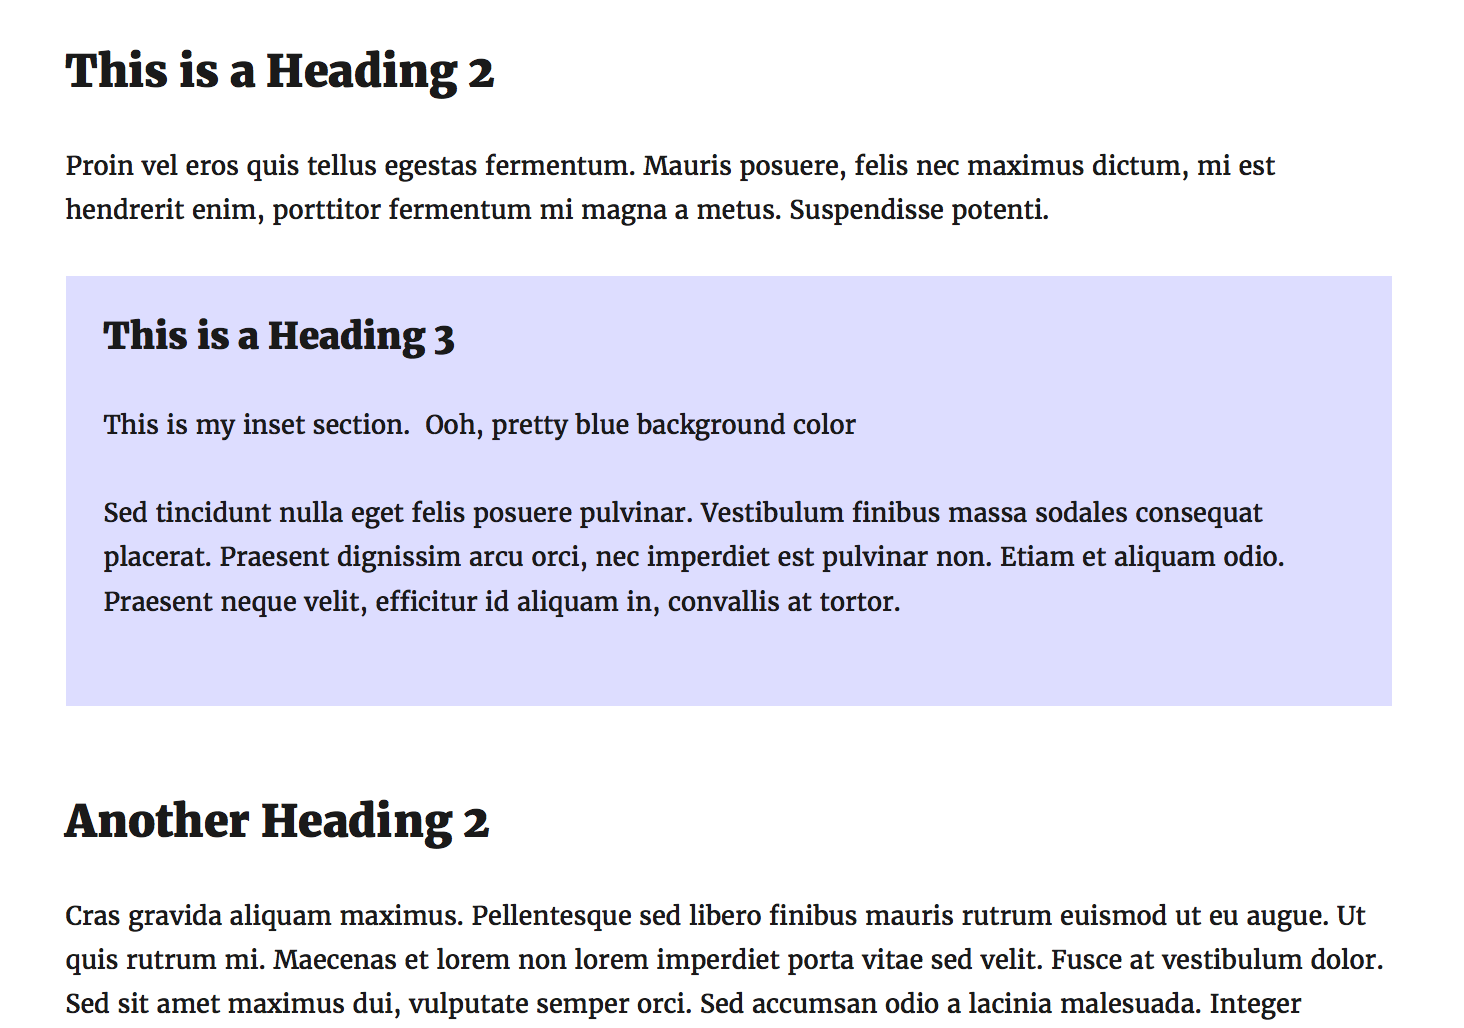 This is a Heading 2
Proin vel eros quis tellus egestas fermentum. Mauris posuere, felis nec maximus dictum, mi est
hendrerit enim, porttitor fermentum mi magna a metus. Suspendisse potenti.
This is a Heading 3
This is my inset section.  Ooh, pretty blue background color
Sed tincidunt nulla eget felis posuere pulvinar. Vestibulum finibus massa sodales consequat
placerat. Praesent dignissim arcu orci, nec imperdiet est pulvinar non. Etiam et aliquam odio.
Praesent neque velit, efficitur id aliquam in, convallis at tortor.
Another Heading 2
Cras gravida aliquam maximus. Pellentesque sed libero finibus mauris rutrum euismod ut eu augue. Ut
quis rutrum mi. Maecenas et lorem non lorem imperdiet porta vitae sed velit. Fusce at vestibulum dolor.
Sed sit amet maximus dui, vulputate semper orci. Sed accumsan odio a lacinia malesuada. Integer